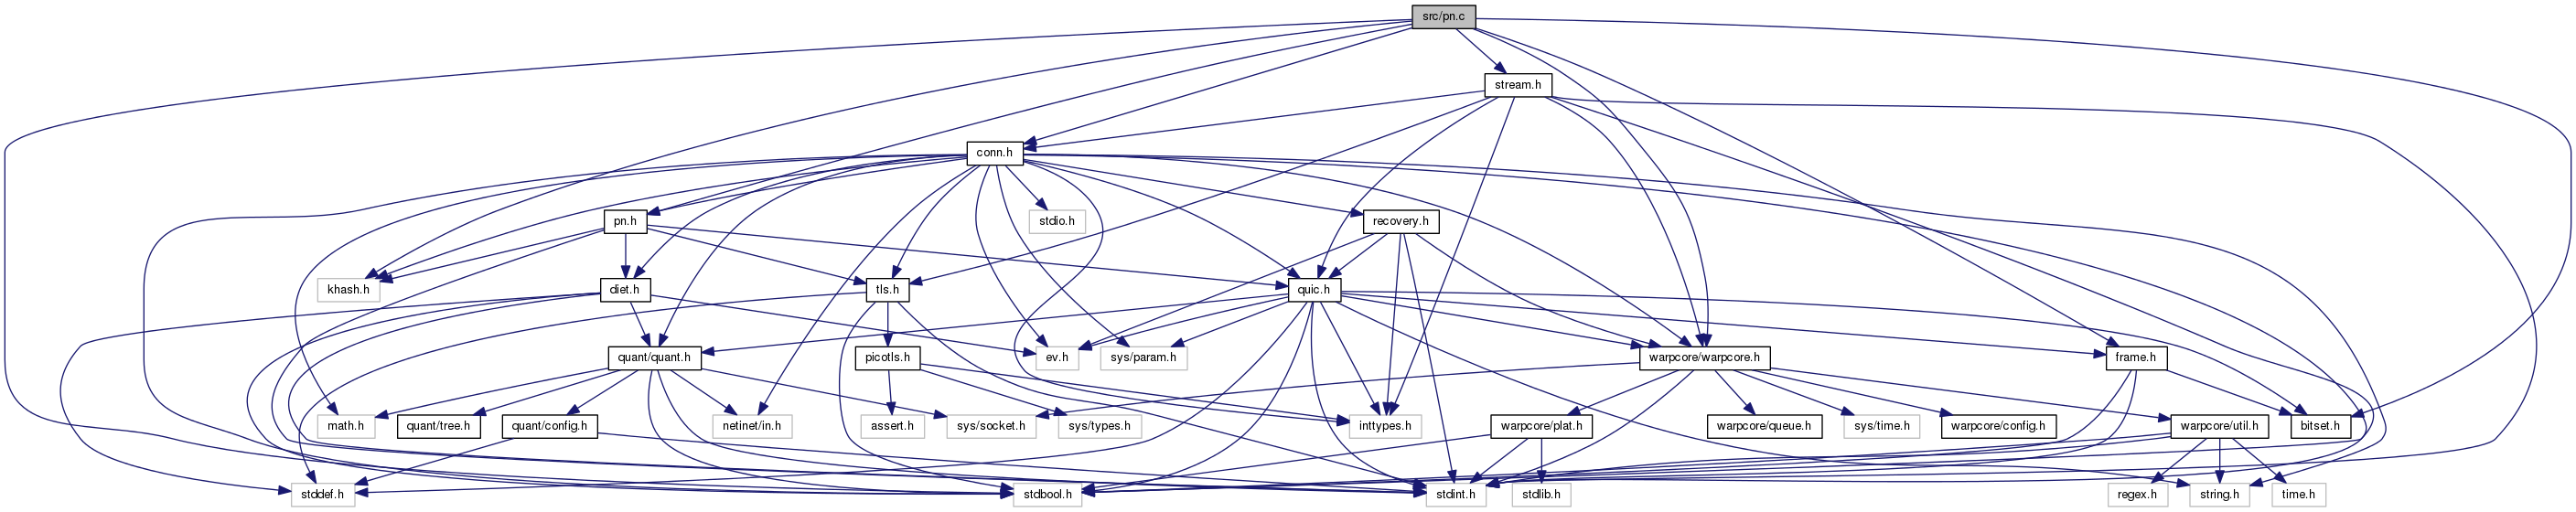 src/pn.c
stream.h
conn.h
pn.h
stdio.h
recovery.h
khash.h
diet.h
tls.h
quic.h
quant/quant.h
picotls.h
ev.h
sys/param.h
warpcore/warpcore.h
frame.h
math.h
quant/tree.h
quant/config.h
netinet/in.h
assert.h
sys/socket.h
sys/types.h
inttypes.h
warpcore/plat.h
warpcore/queue.h
sys/time.h
warpcore/config.h
warpcore/util.h
bitset.h
stddef.h
stdbool.h
stdint.h
stdlib.h
regex.h
string.h
time.h